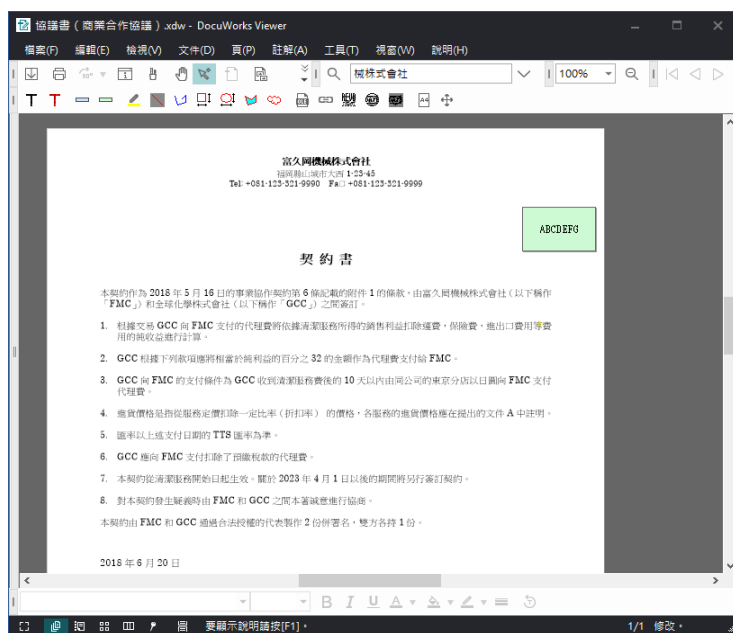 協議書 ( 商業合作協議 ) .xdw - DocuWorks Viewer
檔案(F) 編輯(E) 檢視(V) 文件(D) 頁(P) 註解(A) 工具(T) 視窗(W) 說明(H)
械株式會社 100%
T T A4
富久岡機械株式會社
福岡縣山城市大西 1-23-45
Tel: +081-123-321-9990 Fa□ +081-123-321-9999
ABCDEFG
契 約 書
本契約作為 2018 年 5 月 16 日的事業協作契約第 6 條記載的附件 1 的條款，由富久岡機械株式會社（以下稱作
「FMC」）和全球化學株式會社（以下稱作「GCC」）之間簽訂。
1. 根據交易 GCC 向 FMC 支付的代理費將依據清潔服務所得的銷售利益扣除運費，保險費，進出口費用等費
用的純收益進行計算。
2. GCC 根據下列款項應將相當於純利益的百分之 32 的金額作為代理費支付給 FMC。
3. GCC 向 FMC 的支付條件為 GCC 收到清潔服務費後的 10 天以內由同公司的東京分店以日圓向 FMC 支付
代理費。
4. 進貨價格是指從服務定價扣除一定比率（折扣率） 的價格，各服務的進貨價格應在提出的文件 A 中註明。
5. 匯率以上述支付日期的 TTS 匯率為準。
6. GCC 應向 FMC 支付扣除了預繳稅款的代理費。
7. 本契約從清潔服務開始日起生效。關於 2023 年 4 月 1 日以後的期間將另行簽訂契約。
8. 對本契約發生疑義時由 FMC 和 GCC 之間本著誠意進行協商。
本契約由 FMC 和 GCC 通過合法授權的代表製作 2 份併署名，雙方各持 1 份。
2018 年 6 月 20 日
B I U A
要顯示說明請按[F1]。 1/1 修改。